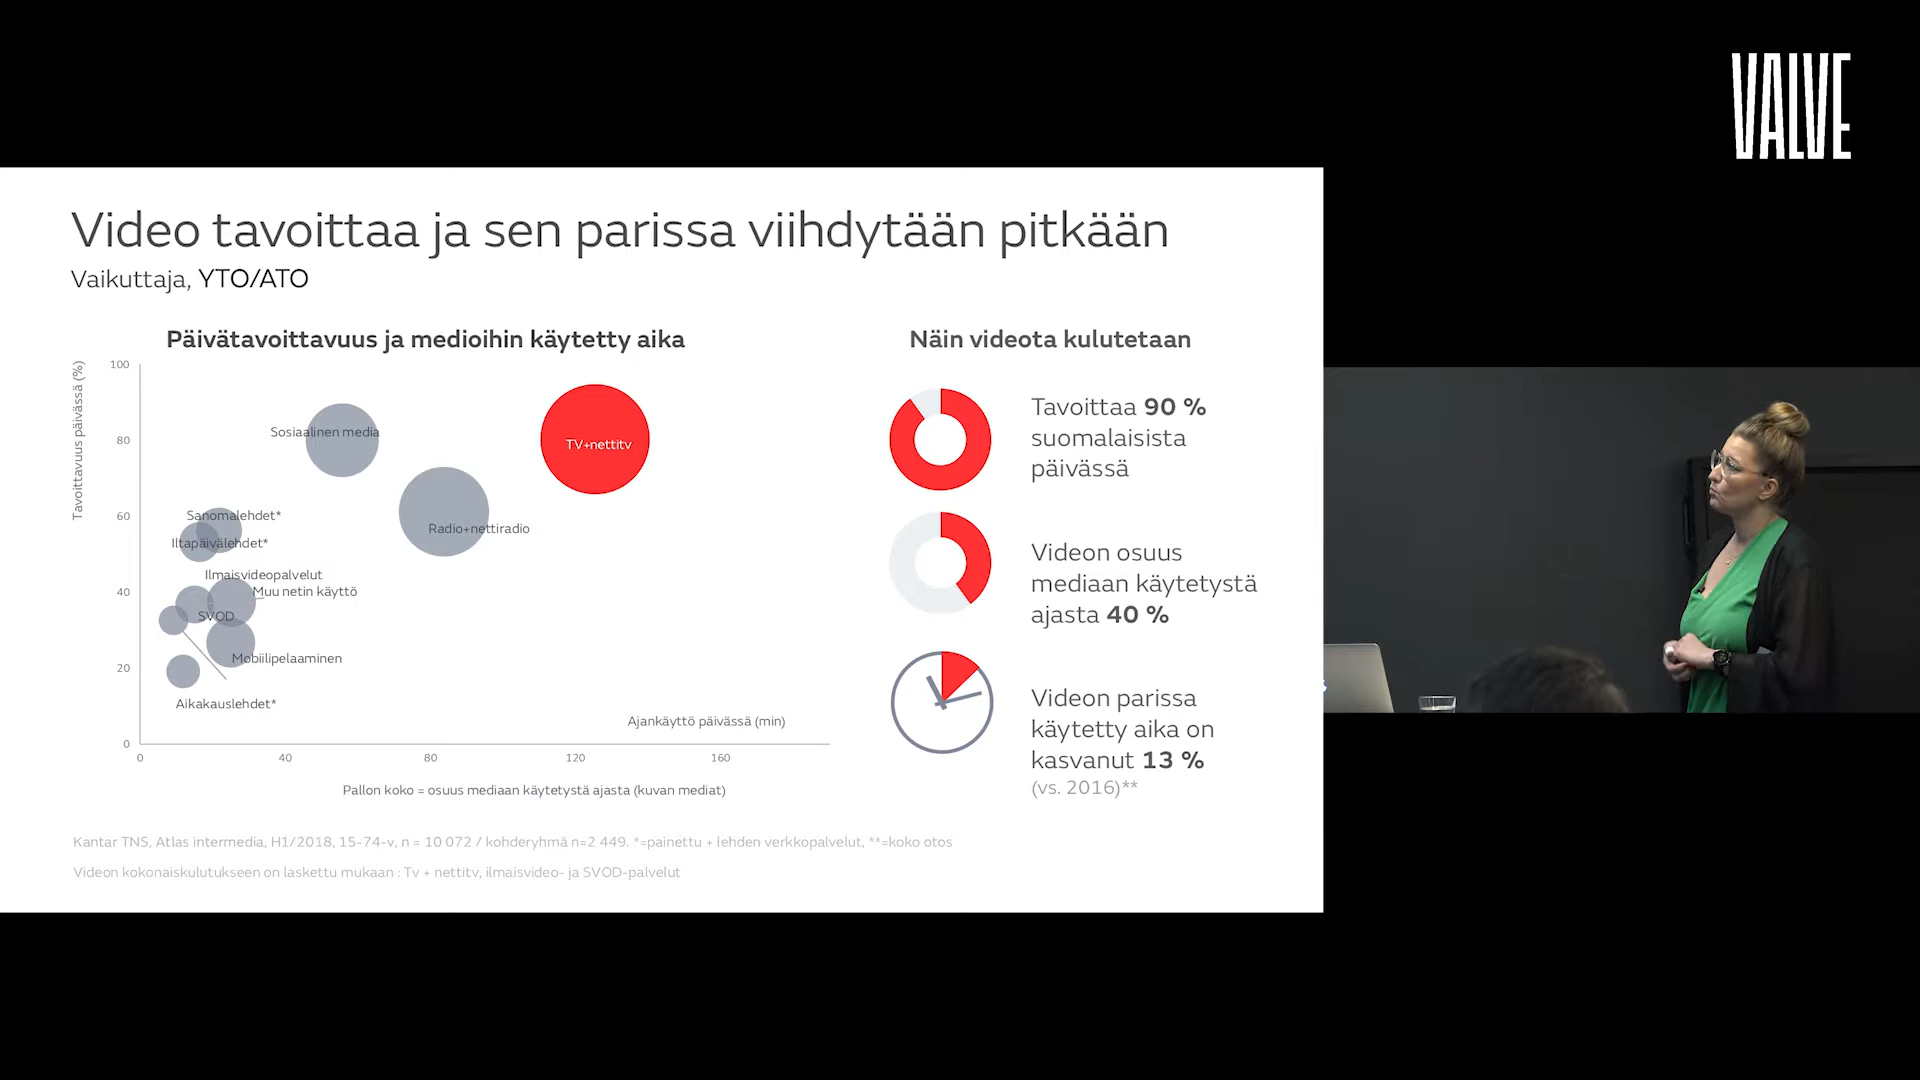 VALVE
Video tavoittaa ja sen parissa viihdytään pitkään
Vaikuttaja, YTO/ATO
Päivätavoittavuus ja medioihin käytetty aika
Tavoittavuus päivässä (%)
100
80
60
40
20
0
Sosiaalinen media
TV+nettitv
Sanomalehdet*
Radio+nettiradio
Iltapäivälehdet*
Ilmaisvideopalvelut
Muu netin käyttö
SVOD
Mobiilipelaaminen
Aikakauslehdet*
Ajankäyttö päivässä (min)
0
40
80
120
160
Pallon koko = osuus mediaan käytetystä ajasta (kuvan mediat)
Näin videota kulutetaan
Tavoittaa 90 %
suomalaisista
päivässä
Videon osuus
mediaan käytetystä
ajasta 40 %
Videon parissa
käytetty aika on
kasvanut 13 %
(vs. 2016)**
Kantar TNS, Atlas intermedia, H1/2018, 15-74-v, n = 10 072 / kohderyhmä n=2 449. *=painettu + lehden verkkopalvelut, **=koko otos
Videon kokonaiskulutukseen on laskettu mukaan : Tv + nettitv, ilmaisvideo- ja SVOD-palvelut